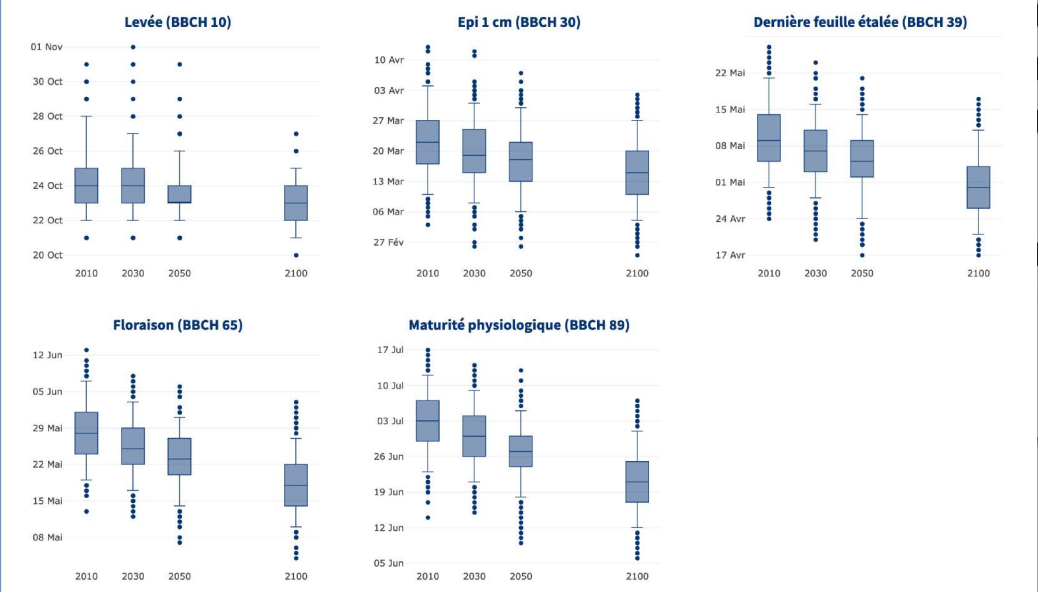 Levée (BBCH 10)
01 Nov
30 Oct
28 Oct
26 Oct
24 Oct
22 Oct
20 Oct
2010 2030 2050 2100
Epi 1 cm (BBCH 30)
10 Avr
03 Avr
27 Mar
20 Mar
13 Mar
06 Mar
27 Fév
2010 2030 2050 2100
Dernière feuille étalée (BBCH 39)
22 Mai
15 Mai
08 Mai
01 Mai
24 Avr
17 Avr
2010 2030 2050 2100
Floraison (BBCH 65)
12 Jun
05 Jun
29 Mai
22 Mai
15 Mai
08 Mai
2010 2030 2050 2100
Maturité physiologique (BBCH 89)
17 Jul
10 Jul
03 Jul
26 Jun
19 Jun
12 Jun
05 Jun
2010 2030 2050 2100